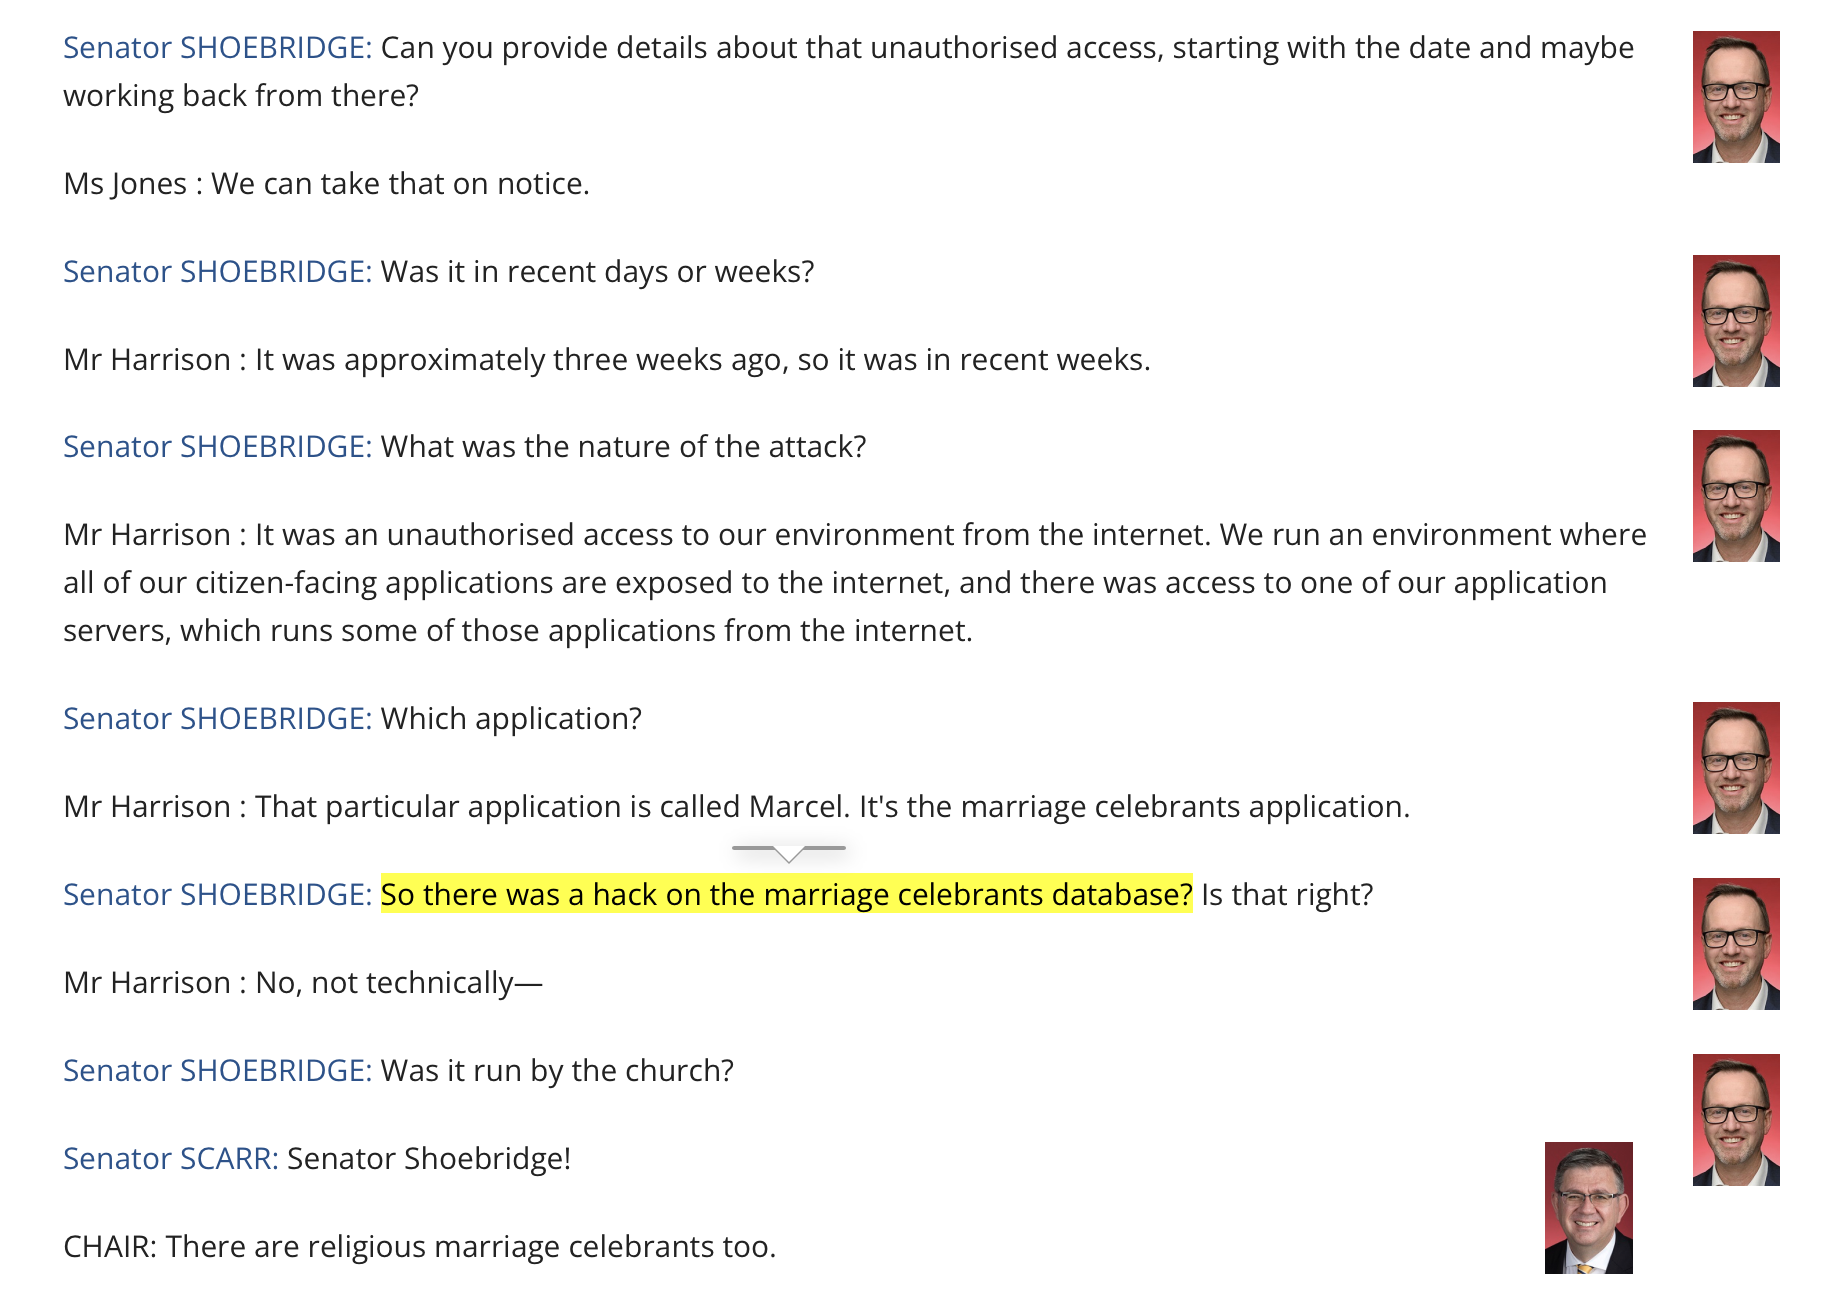 Senator SHOEBRIDGE: Can you provide details about that unauthorised access, starting with the date and maybe
working back from there?
Ms Jones : We can take that on notice.
Senator SHOEBRIDGE: Was it in recent days or weeks?
Mr Harrison : It was approximately three weeks ago, so it was in recent weeks.
Senator SHOEBRIDGE: What was the nature of the attack?
Mr Harrison : It was an unauthorised access to our environment from the internet. We run an environment where
all of our citizen-facing applications are exposed to the internet, and there was access to one of our application
servers, which runs some of those applications from the internet.
Senator SHOEBRIDGE: Which application?
Mr Harrison : That particular application is called Marcel. It's the marriage celebrants application.
Senator SHOEBRIDGE: So there was a hack on the marriage celebrants database? Is that right?
Mr Harrison : No, not technically—
Senator SHOEBRIDGE: Was it run by the church?
Senator SCARR: Senator Shoebridge!
CHAIR: There are religious marriage celebrants too.